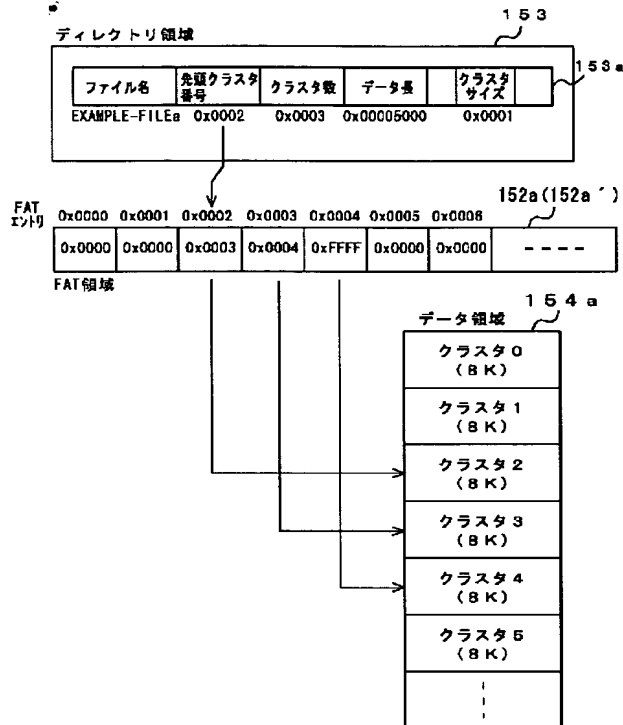 153
ディレクトリ領域
153a
ファイル名 先頭クラスタ番号 クラスタ数 データ長 クラスタサイズ
EXAMPLE-FILEa 0x0002 0x0003 0x00005000 0x0001
152a(152a´)
FATエントリ 0x0000 0x0001 0x0002 0x0003 0x0004 0x0005 0x0006
0x0000 0x0000 0x0003 0x0004 0xFFFF 0x0000 0x0000 ----
FAT領域
154a
データ領域
クラスタ0
(8K)
クラスタ1
(8K)
クラスタ2
(8K)
クラスタ3
(8K)
クラスタ4
(8K)
クラスタ5
(8K)